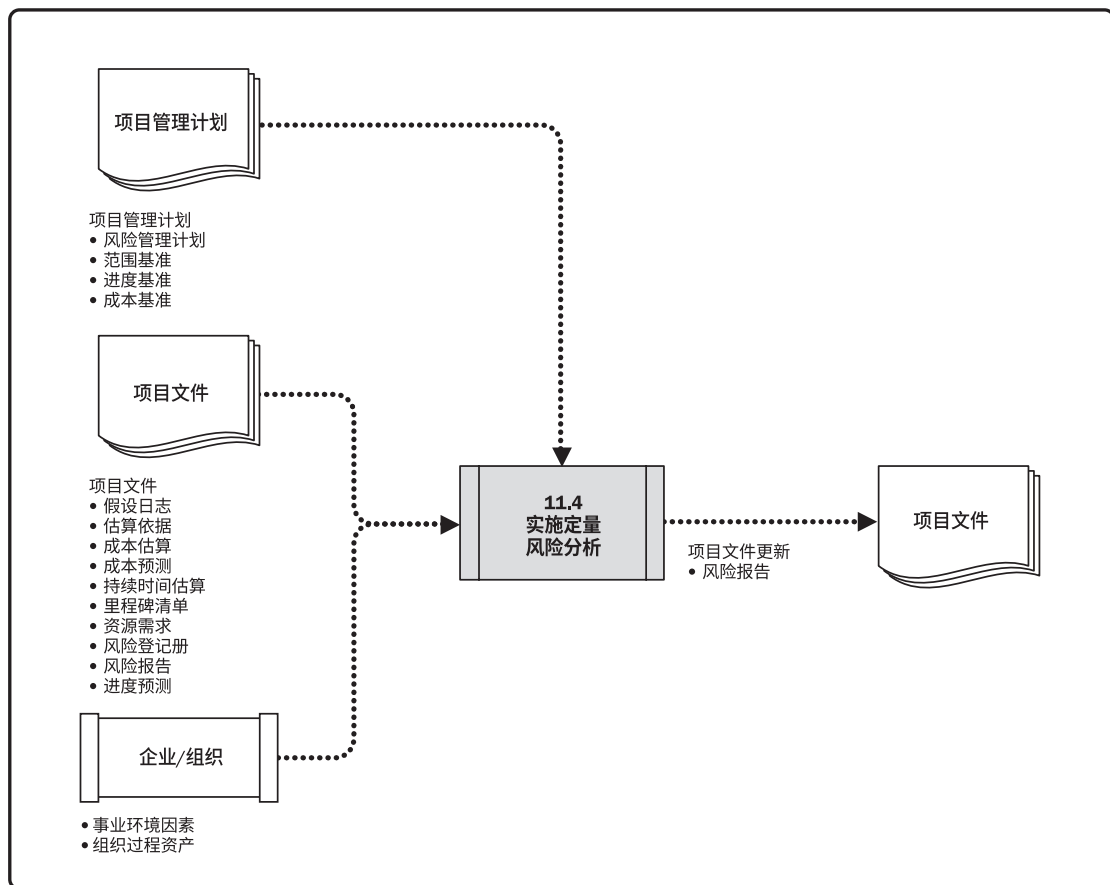 项目管理计划
项目管理计划
• 风险管理计划
• 范围基准
• 进度基准
• 成本基准
项目文件
项目文件
• 假设日志
• 估算依据
• 成本估算
• 成本预测
• 持续时间估算
• 里程碑清单
• 资源需求
• 风险登记册
• 风险报告
• 进度预测
企业/组织
• 事业环境因素
• 组织过程资产
11.4
实施定量
风险分析
项目文件更新
• 风险报告
项目文件